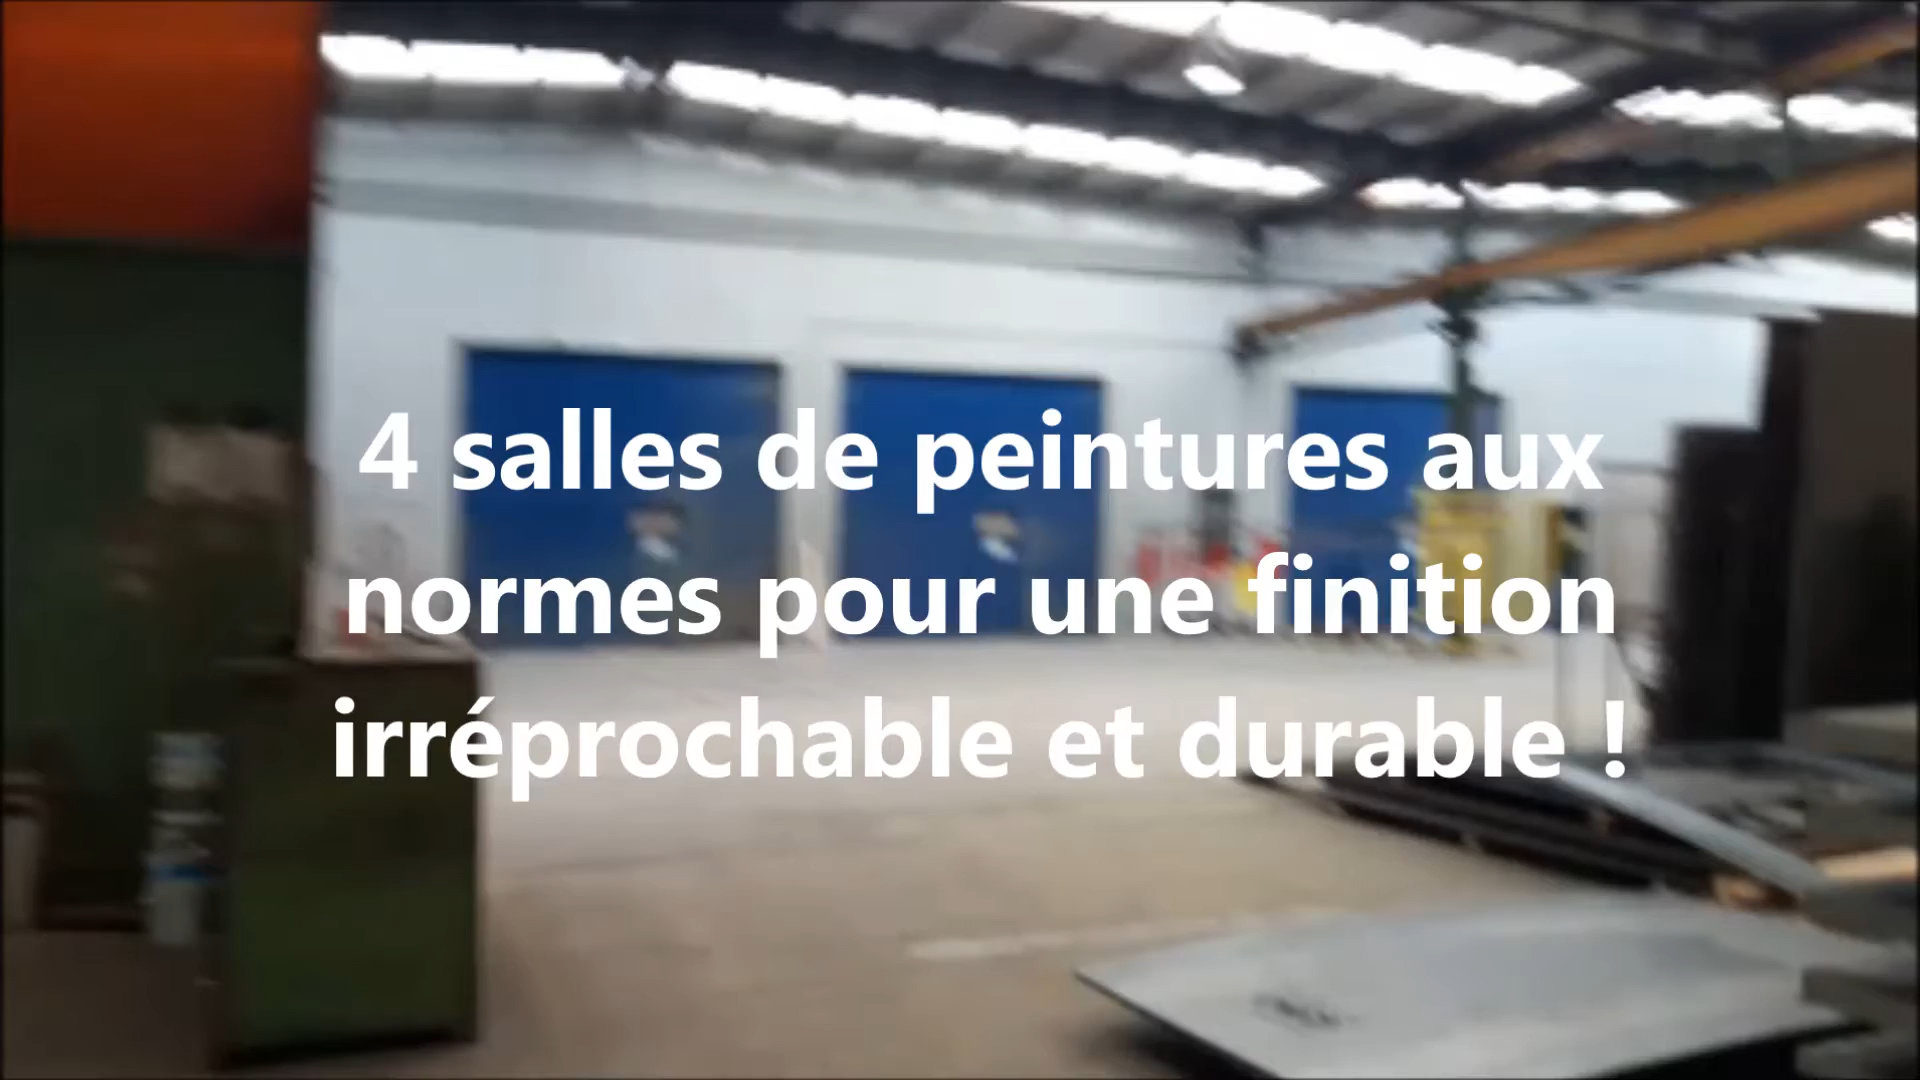 4 salles de peintures aux
normes pour une finition
irréprochable et durable !